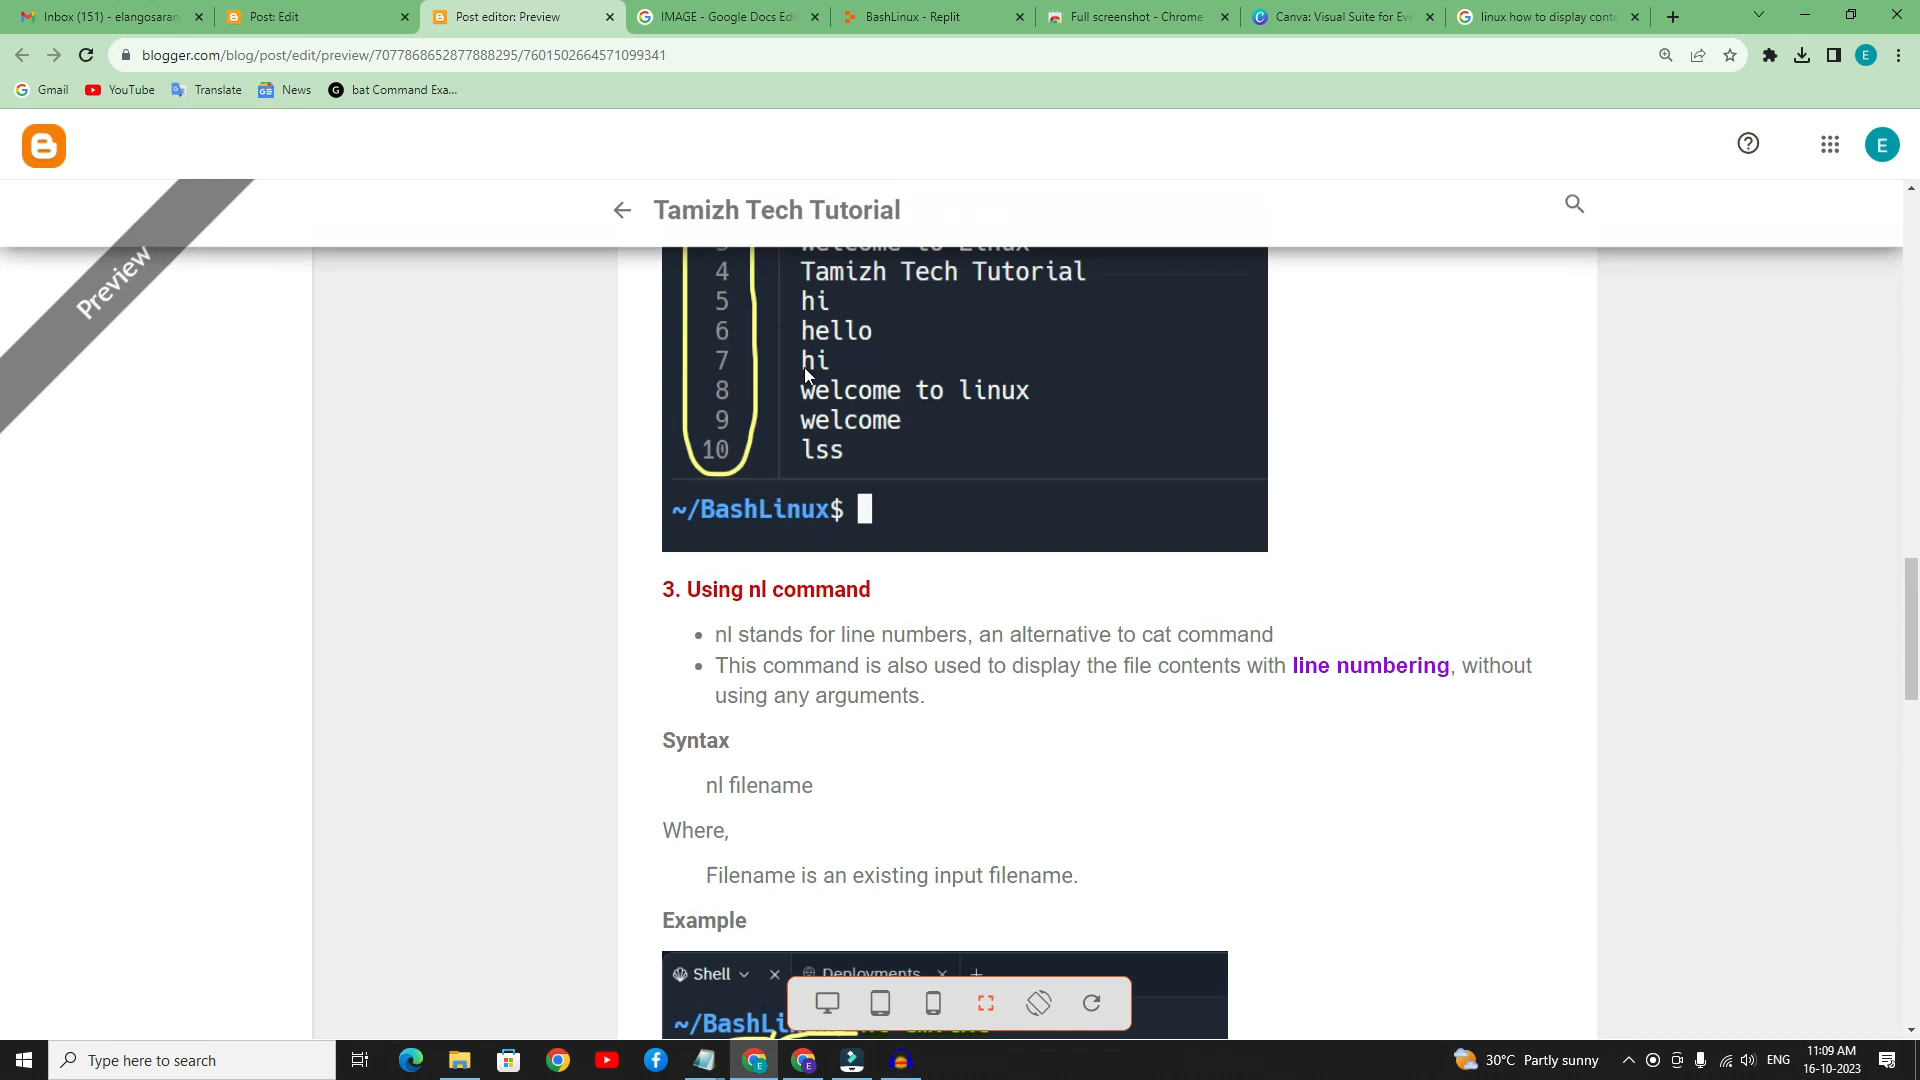 Inbox (151) - elangosaran
Post: Edit
Post editor: Preview
IMAGE - Google Docs Edi
BashLinux - Replit
Full screenshot - Chrome
Canva: Visual Suite for Eve
linux how to display conte
blogger.com/blog/post/edit/preview/7077868652877888295/7601502664571099341
E
Gmail
YouTube
Translate
News
bat Command Exa...
E
Preview
Tamizh Tech Tutorial
3 welcome to Linux
4 Tamizh Tech Tutorial
5 hi
6 hello
7 hi
8 welcome to linux
9 welcome
10 lss
~/BashLinux$
3. Using nl command
• nl stands for line numbers, an alternative to cat command
• This command is also used to display the file contents with line numbering, without
using any arguments.
Syntax
nl filename
Where,
Filename is an existing input filename.
Example
Shell
Deployments
~/BashLi
Type here to search
30°C Partly sunny
ENG
11:09 AM
16-10-2023